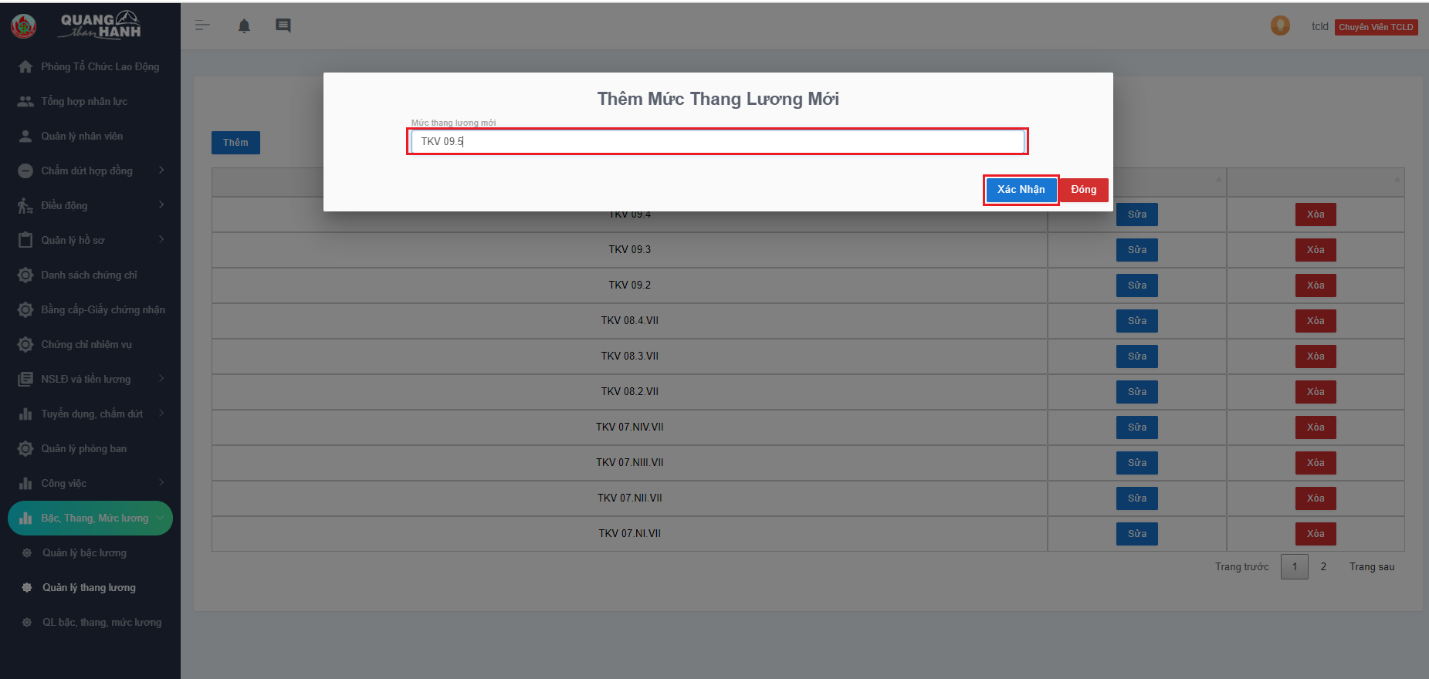 QUANG
than HANH
tcld Chuyên Viên TCLD
Phòng Tổ Chức Lao Động
Tổng hợp nhân lực
Quản lý nhân viên
Chấm dứt hợp đồng
Điều động
Quản lý hồ sơ
Danh sách chứng chỉ
Bằng cấp-Giấy chứng nhận
Chứng chỉ nhiệm vụ
NSLĐ và tiền lương
Tuyển dụng, chấm dứt
Quản lý phòng ban
Công việc
Bậc, Thang, Mức lương
Quản lý bậc lương
Quản lý thang lương
QL bậc, thang, mức lương
Thêm Mức Thang Lương Mới
Mức thang lương mới
TKV 09.5
Xác Nhận Đóng
Thêm
TKV 09.4 Sửa Xóa
TKV 09.3 Sửa Xóa
TKV 09.2 Sửa Xóa
TKV 08.4.VII Sửa Xóa
TKV 08.3.VII Sửa Xóa
TKV 08.2.VII Sửa Xóa
TKV 07.NIV.VII Sửa Xóa
TKV 07.NIII.VII Sửa Xóa
TKV 07.NII.VII Sửa Xóa
TKV 07.NI.VII Sửa Xóa
Trang trước 1 2 Trang sau